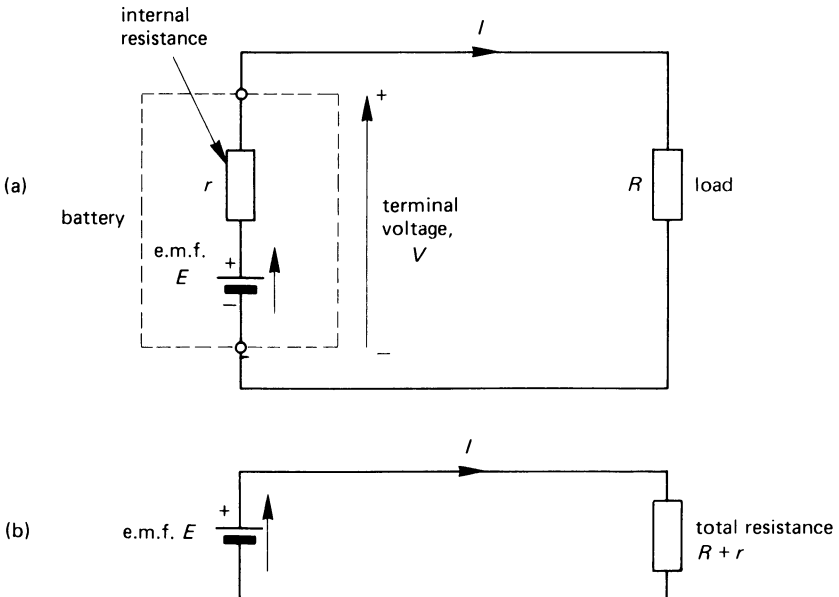 internal
resistance
I
(a)
r
battery
e.m.f.
E
+
−
+
terminal
voltage,
V
−
R load
I
(b)
e.m.f. E
+
total resistance
R + r